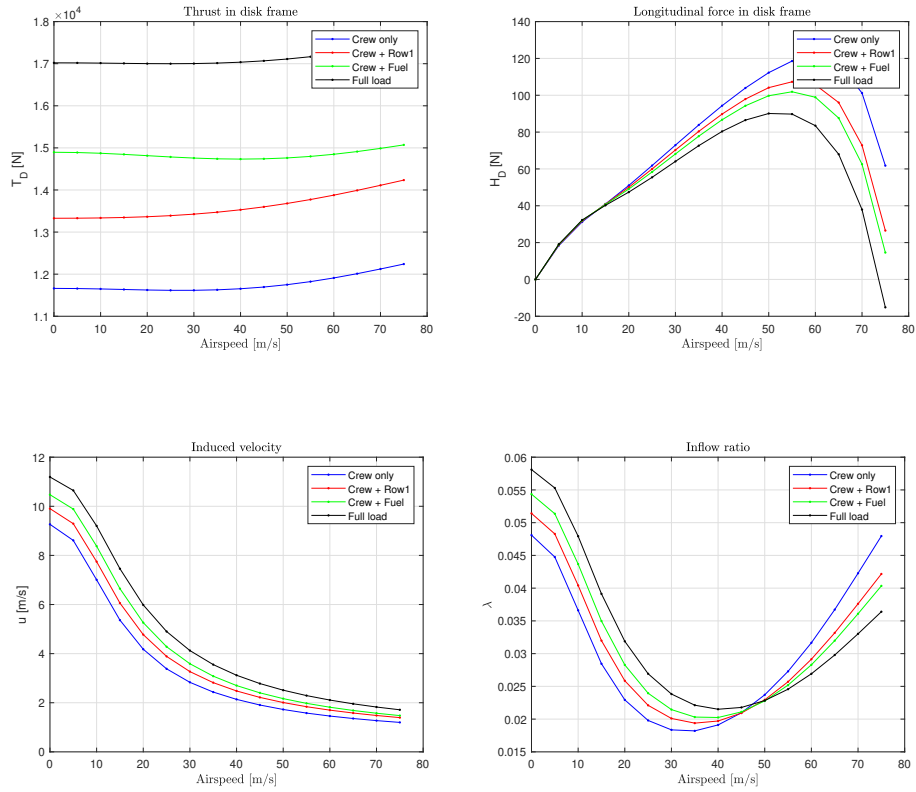 Thrust in disk frame
×10⁴
1.8
1.7
1.6
1.5
1.4
1.3
1.2
1.1
T_D [N]
Crew only
Crew + Row1
Crew + Fuel
Full load
0 10 20 30 40 50 60 70 80
Airspeed [m/s]
Longitudinal force in disk frame
140
120
100
80
60
40
20
0
-20
H_D [N]
Crew only
Crew + Row1
Crew + Fuel
Full load
0 10 20 30 40 50 60 70 80
Airspeed [m/s]
Induced velocity
12
10
8
6
4
2
0
u [m/s]
Crew only
Crew + Row1
Crew + Fuel
Full load
0 10 20 30 40 50 60 70 80
Airspeed [m/s]
Inflow ratio
0.06
0.055
0.05
0.045
0.04
0.035
0.03
0.025
0.02
0.015
λ
Crew only
Crew + Row1
Crew + Fuel
Full load
0 10 20 30 40 50 60 70 80
Airspeed [m/s]